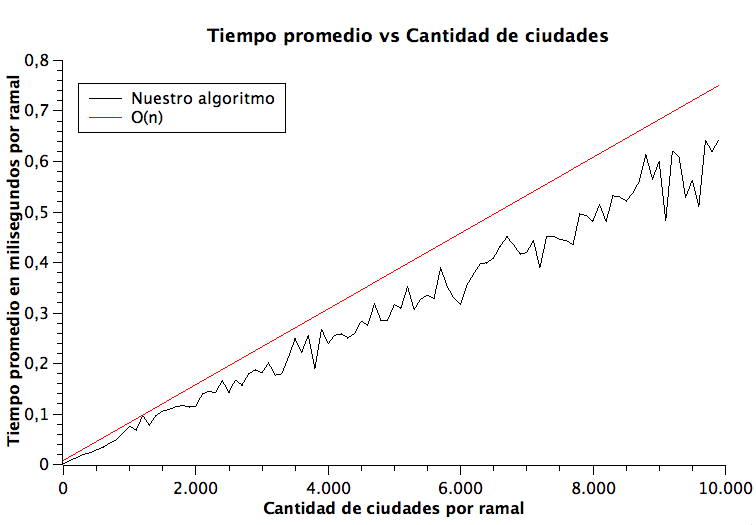 Tiempo promedio vs Cantidad de ciudades
Tiempo promedio en milisegundos por ramal
0,8
0,7
0,6
0,5
0,4
0,3
0,2
0,1
0
Nuestro algoritmo
O(n)
0 2.000 4.000 6.000 8.000 10.000
Cantidad de ciudades por ramal